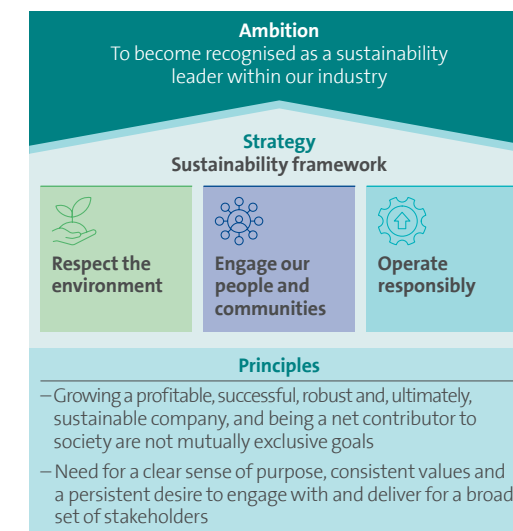 Ambition
To become recognised as a sustainability
leader within our industry
Strategy
Sustainability framework
Respect the
environment
Engage our
people and
communities
Operate
responsibly
Principles
– Growing a profitable, successful, robust and, ultimately,
sustainable company, and being a net contributor to
society are not mutually exclusive goals
– Need for a clear sense of purpose, consistent values and
a persistent desire to engage with and deliver for a broad
set of stakeholders